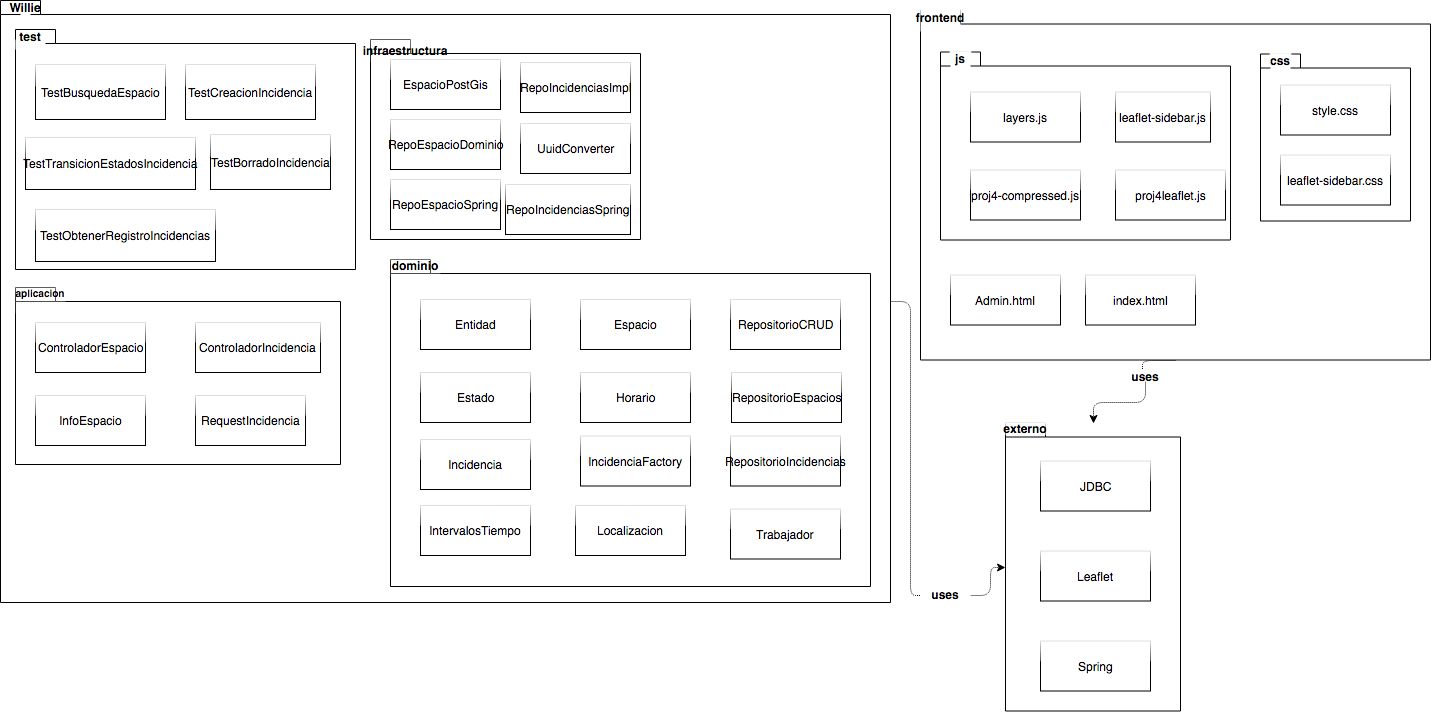 Willie
test
TestBusquedaEspacio
TestCreacionIncidencia
TestTransicionEstadosIncidencia
TestBorradoIncidencia
TestObtenerRegistroIncidencias
infraestructura
EspacioPostGis
RepoIncidenciasImpl
RepoEspacioDominio
UuidConverter
RepoEspacioSpring
RepoIncidenciasSpring
aplicacion
ControladorEspacio
ControladorIncidencia
InfoEspacio
RequestIncidencia
dominio
Entidad
Espacio
RepositorioCRUD
Estado
Horario
RepositorioEspacios
Incidencia
IncidenciaFactory
RepositorioIncidencias
IntervalosTiempo
Localizacion
Trabajador
frontend
js
layers.js
leaflet-sidebar.js
proj4-compressed.js
proj4leaflet.js
css
style.css
leaflet-sidebar.css
Admin.html
index.html
uses
uses
externo
JDBC
Leaflet
Spring